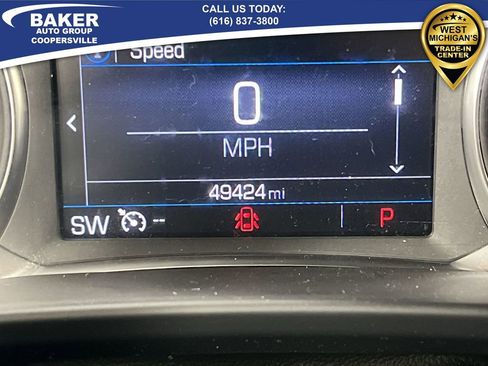 BAKER
AUTO GROUP
COOPERSVILLE
CALL US TODAY:
(616) 837-3800
WEST
MICHIGAN'S
TRADE-IN
CENTER
Speed
0
MPH
49424 mi
SW -- P